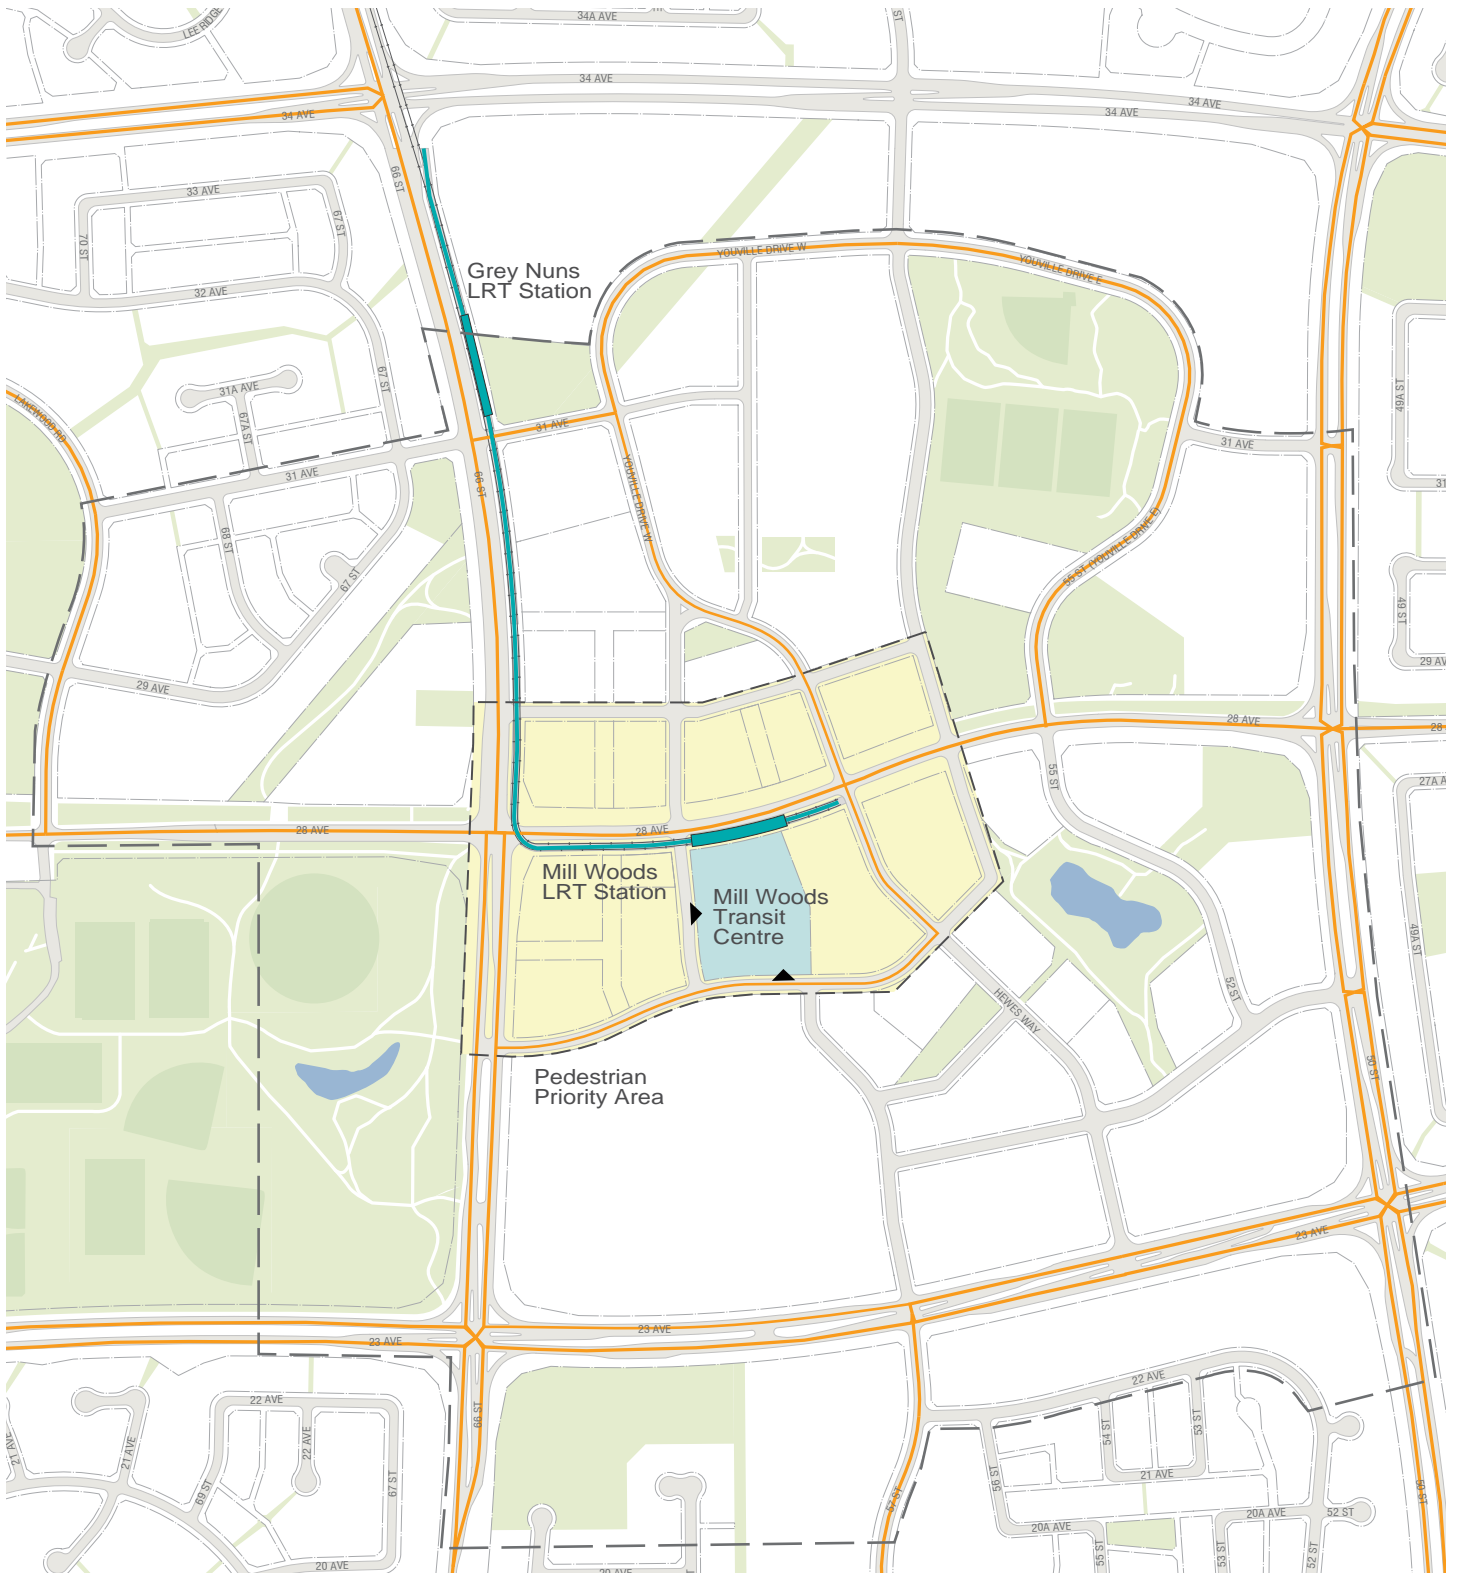 LEE RIDGE
34A AVE
ST
34 AVE
34 AVE
34 AVE
34 AVE
66 ST
33 AVE
67 ST
70 ST
YOUVILLE DRIVE W
YOUVILLE DRIVE E
Grey Nuns
LRT Station
32 AVE
67 ST
31A AVE
49A ST
LAKEWOOD RD
67A ST
31 AVE
31 AVE
31 AVE
66 ST
YOUVILLE DRIVE W
31
68 ST
67 ST
55 ST (YOUVILLE DRIVE E)
49 ST
29 AVE
29 AV
28 AVE
28
55 ST
27A A
28 AVE
28 AVE
Mill Woods
LRT Station
Mill Woods
Transit
Centre
49A ST
52 ST
HEWES WAY
50 ST
Pedestrian
Priority Area
23 AVE
23 AVE
23 AVE
22 AVE
22 AVE
66 ST
54 ST
53 ST
21 AVE
21 AVE
22 AVE
21 AVE
69 ST
67 ST
56 ST
57 ST
50 ST
20A AVE
20A AVE
52 ST
55 ST
53 ST
52 ST
20 AVE
20 AVE
ST